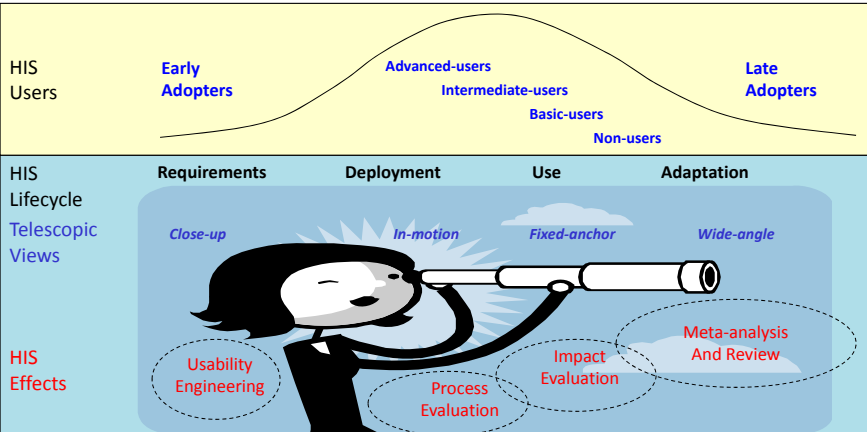 HIS
Users
Early
Adopters
Advanced-users
Intermediate-users
Basic-users
Non-users
Late
Adopters
HIS
Lifecycle
Requirements
Deployment
Use
Adaptation
Telescopic
Views
Close-up
In-motion
Fixed-anchor
Wide-angle
HIS
Effects
Usability
Engineering
Process
Evaluation
Impact
Evaluation
Meta-analysis
And Review